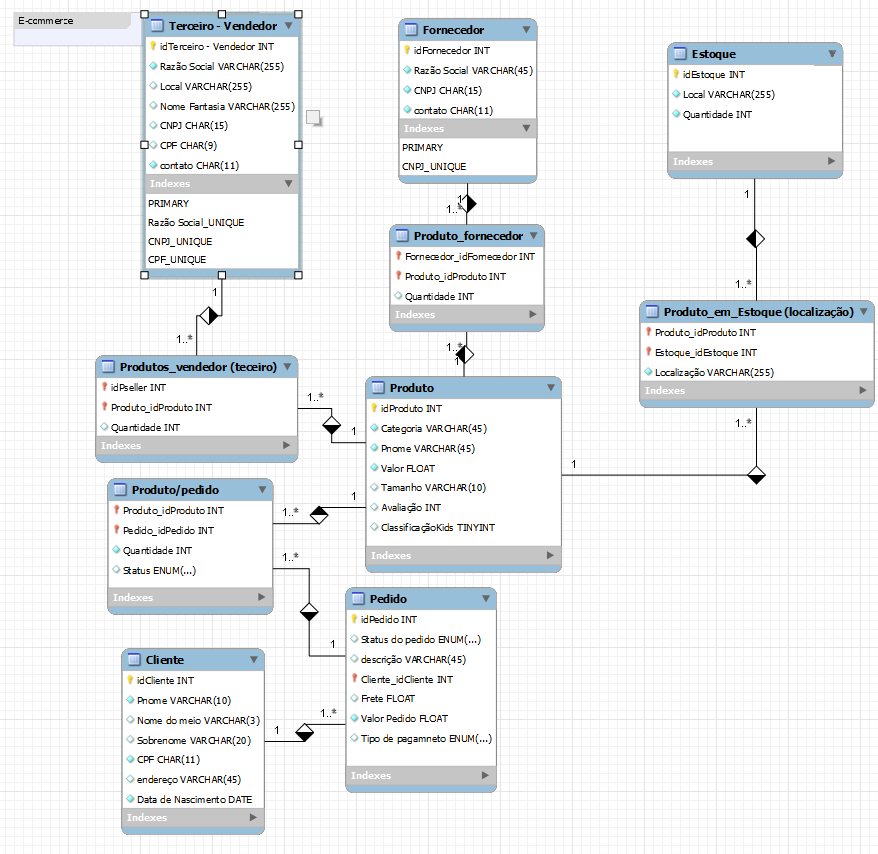 E-commerce
Terceiro - Vendedor
idTerceiro - Vendedor INT
Razão Social VARCHAR(255)
Local VARCHAR(255)
Nome Fantasia VARCHAR(255)
CNPJ CHAR(15)
CPF CHAR(9)
contato CHAR(11)
Indexes
PRIMARY
Razão Social_UNIQUE
CNPJ_UNIQUE
CPF_UNIQUE
1
1..*
Fornecedor
idFornecedor INT
Razão Social VARCHAR(45)
CNPJ CHAR(15)
contato CHAR(11)
Indexes
PRIMARY
CNPJ_UNIQUE
1
1..*
Estoque
idEstoque INT
Local VARCHAR(255)
Quantidade INT
Indexes
1
1..*
Produto_fornecedor
Fornecedor_idFornecedor INT
Produto_idProduto INT
Quantidade INT
Indexes
1..*
1
Produto_em_Estoque (localização)
Produto_idProduto INT
Estoque_idEstoque INT
Localização VARCHAR(255)
Indexes
1..*
1
Produtos_vendedor (teceiro)
idPseller INT
Produto_idProduto INT
Quantidade INT
Indexes
1..*
1
Produto
idProduto INT
Categoria VARCHAR(45)
Pnome VARCHAR(45)
Valor FLOAT
Tamanho VARCHAR(10)
Avaliação INT
ClassificaçãoKids TINYINT
Indexes
Produto/pedido
Produto_idProduto INT
Pedido_idPedido INT
Quantidade INT
Status ENUM(...)
Indexes
1
1..*
1..*
1
Pedido
idPedido INT
Status do pedido ENUM(...)
descrição VARCHAR(45)
Cliente_idCliente INT
Frete FLOAT
Valor Pedido FLOAT
Tipo de pagamneto ENUM(...)
Indexes
Cliente
idCliente INT
Pnome VARCHAR(10)
Nome do meio VARCHAR(3)
Sobrenome VARCHAR(20)
CPF CHAR(11)
endereço VARCHAR(45)
Data de Nascimento DATE
Indexes
1
1..*